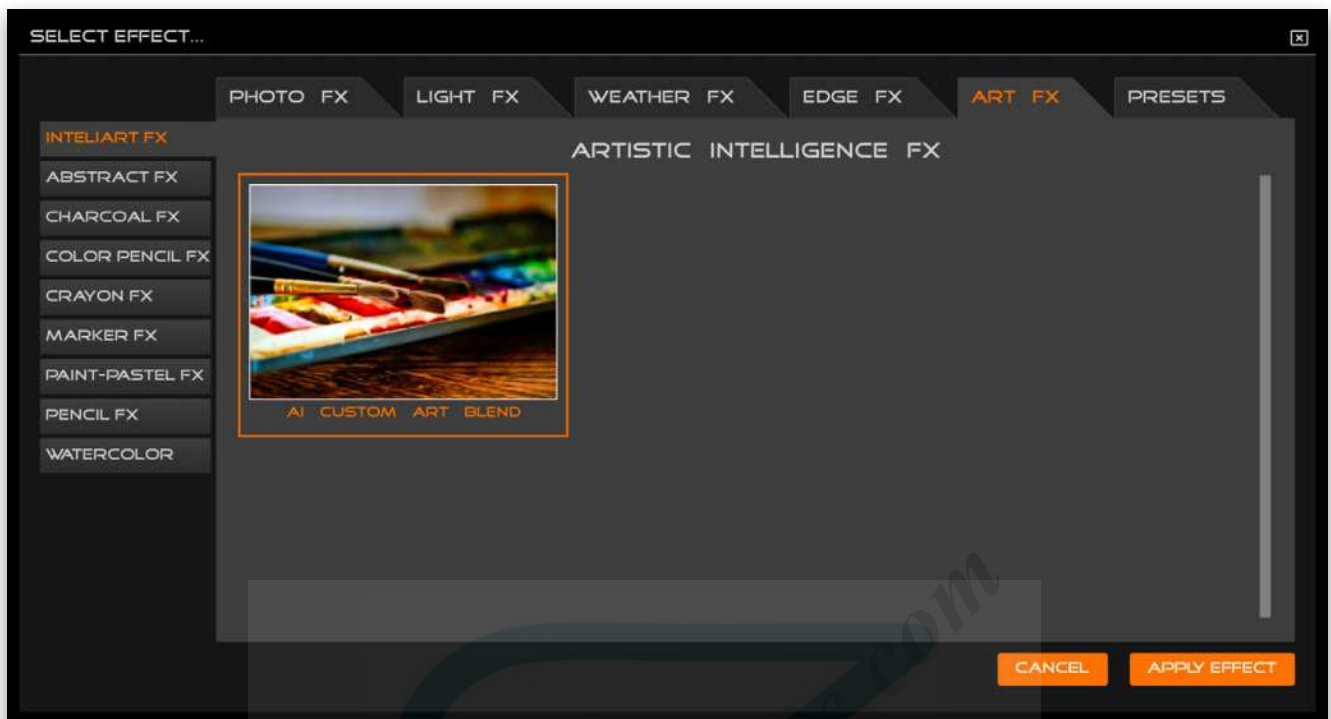 SELECT EFFECT...
PHOTO FX
LIGHT FX
WEATHER FX
EDGE FX
ART FX
PRESETS
INTELIART FX
ABSTRACT FX
CHARCOAL FX
COLOR PENCIL FX
CRAYON FX
MARKER FX
PAINT-PASTEL FX
PENCIL FX
WATERCOLOR
ARTISTIC INTELLIGENCE FX
AI CUSTOM ART BLEND
.com
CANCEL
APPLY EFFECT